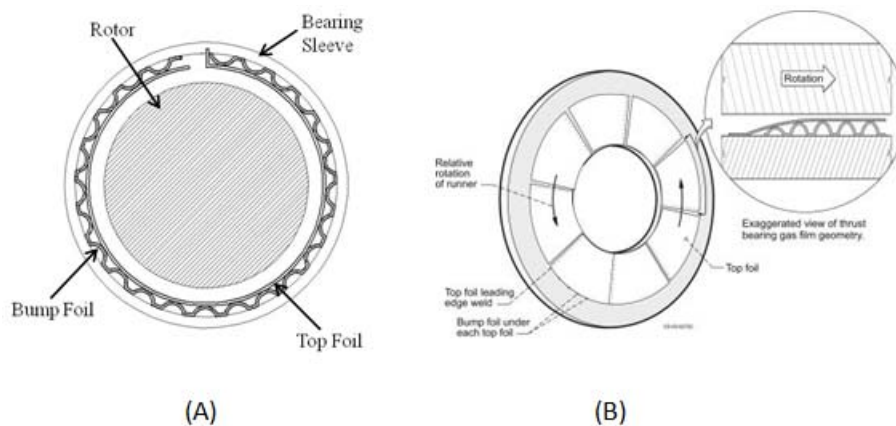 Rotor
Bearing
Sleeve
Bump Foil
Top Foil
(A)
Rotation
Relative
rotation
of runner
Exaggerated view of thrust
bearing gas film geometry.
Top foil
Top foil leading
edge weld
Bump foil under
each top foil
(B)